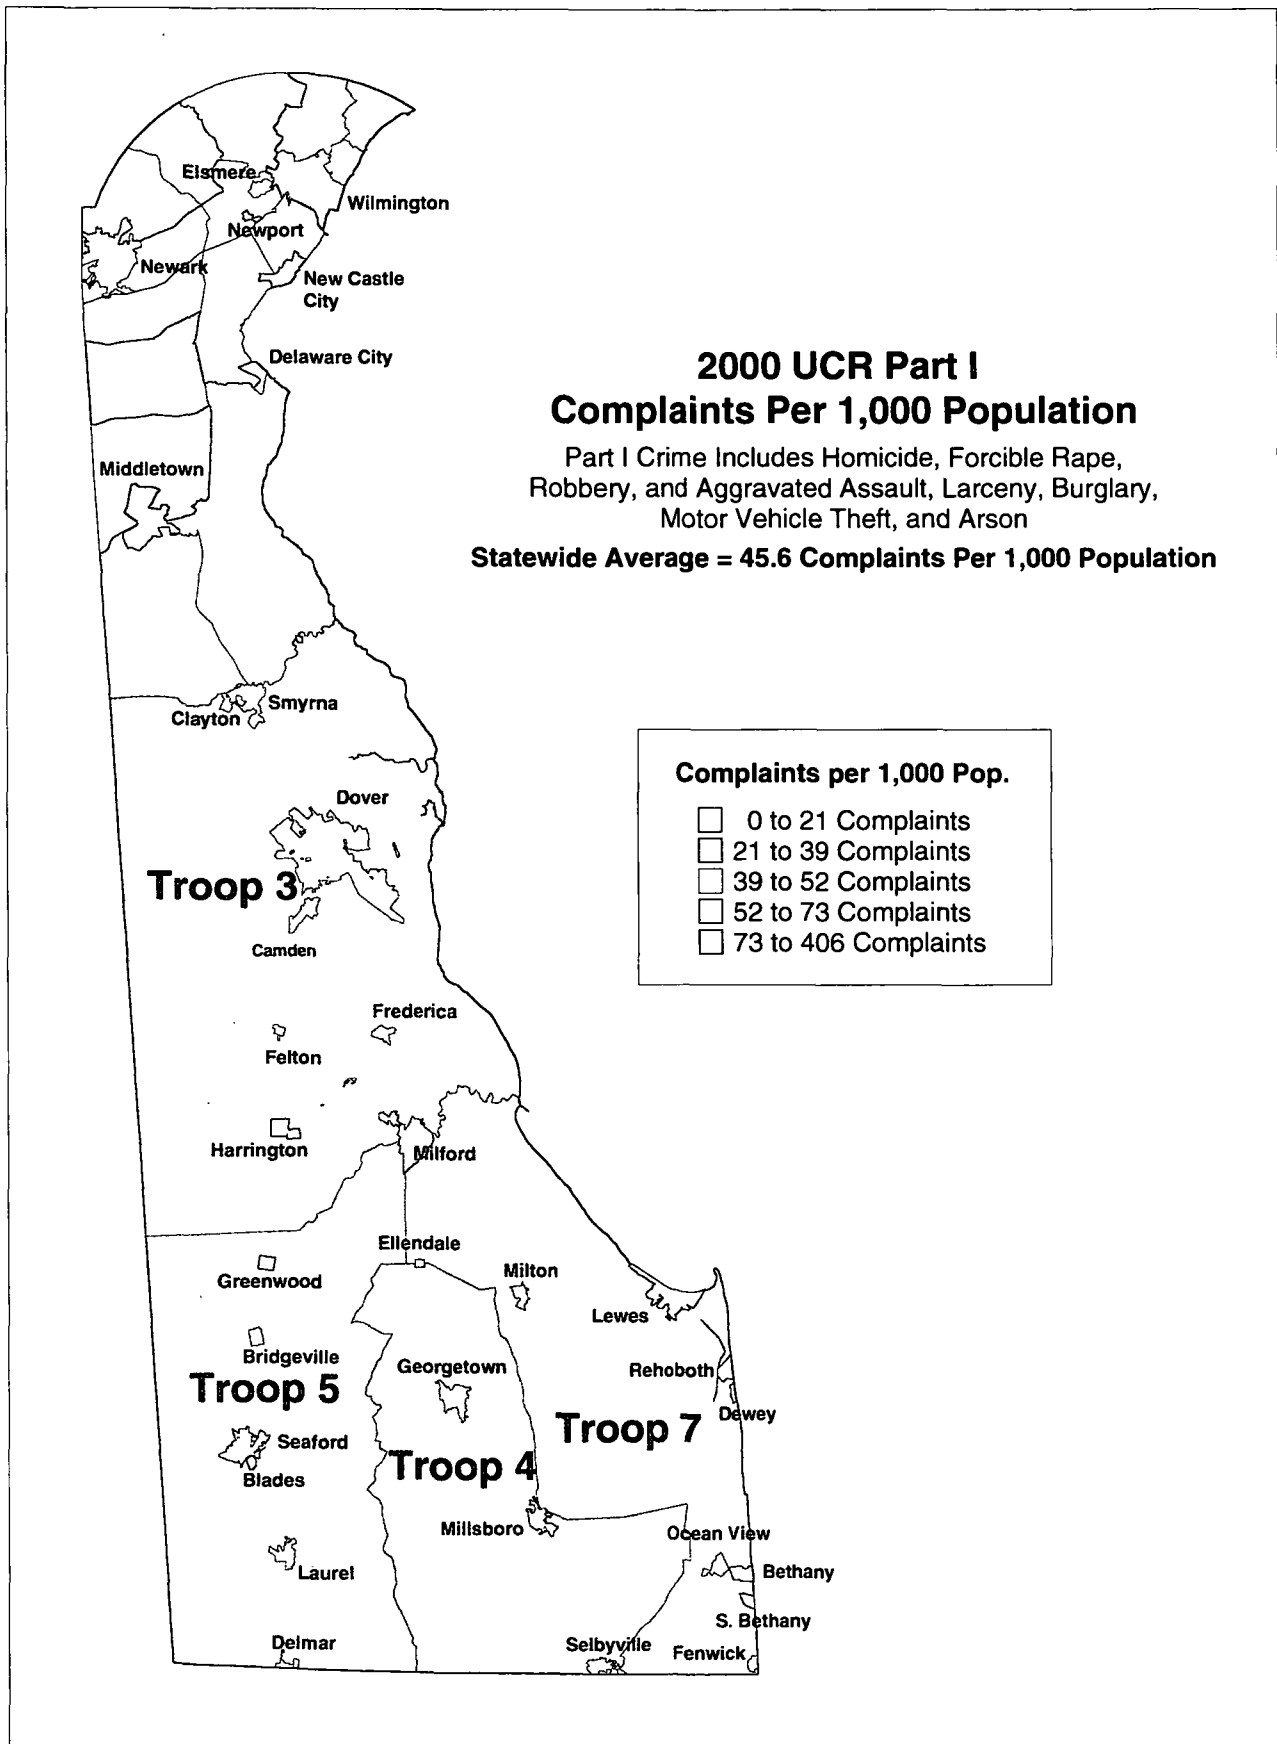 Elsmere
Wilmington
Newport
Newark
New Castle
City
Delaware City
2000 UCR Part I
Complaints Per 1,000 Population
Part I Crime Includes Homicide, Forcible Rape,
Robbery, and Aggravated Assault, Larceny, Burglary,
Motor Vehicle Theft, and Arson
Statewide Average = 45.6 Complaints Per 1,000 Population
Middletown
Smyrna
Clayton
Complaints per 1,000 Pop.
0 to 21 Complaints
21 to 39 Complaints
39 to 52 Complaints
52 to 73 Complaints
73 to 406 Complaints
Dover
Troop 3
Camden
Frederica
Felton
Harrington
Milford
Ellendale
Greenwood
Milton
Lewes
Bridgeville
Georgetown
Rehoboth
Troop 5
Dewey
Troop 7
Seaford
Troop 4
Blades
Millsboro
Ocean View
Laurel
Bethany
S. Bethany
Delmar
Selbyville
Fenwick